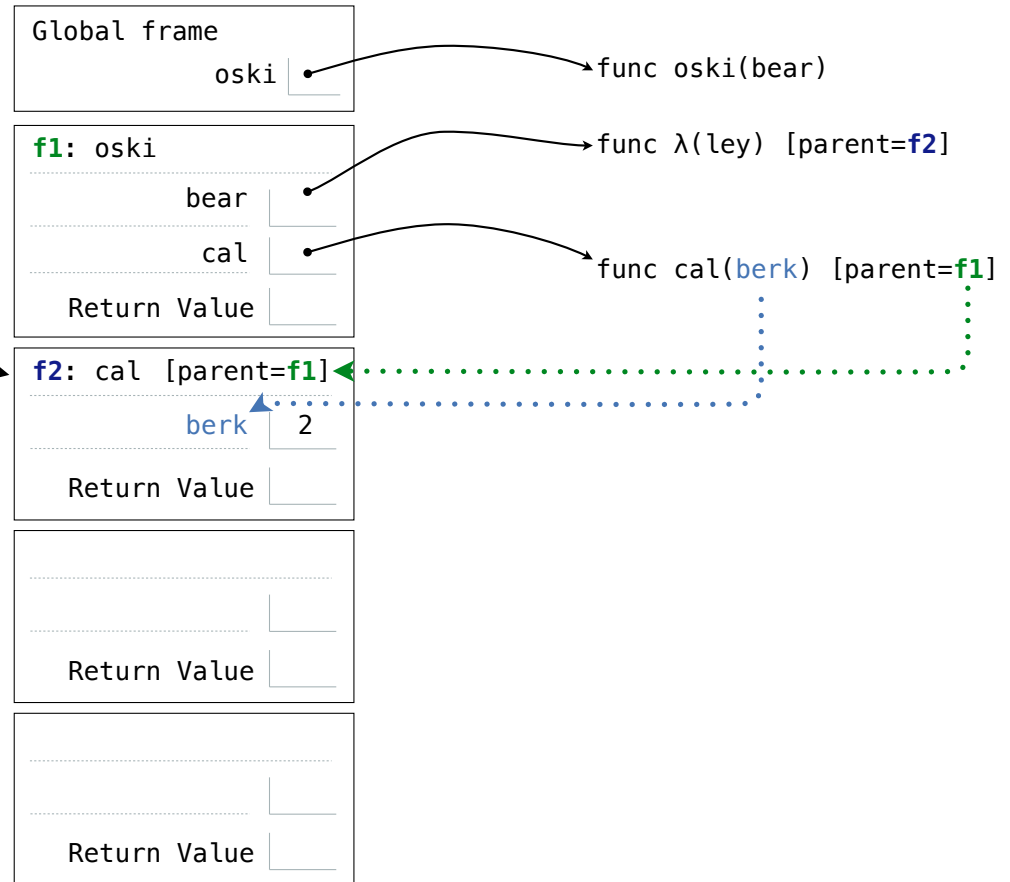 Global frame
oski
func oski(bear)
f1: oski
func λ(ley) [parent=f2]
bear
cal
func cal(berk) [parent=f1]
Return Value
f2: cal [parent=f1]
berk 2
Return Value
Return Value
Return Value